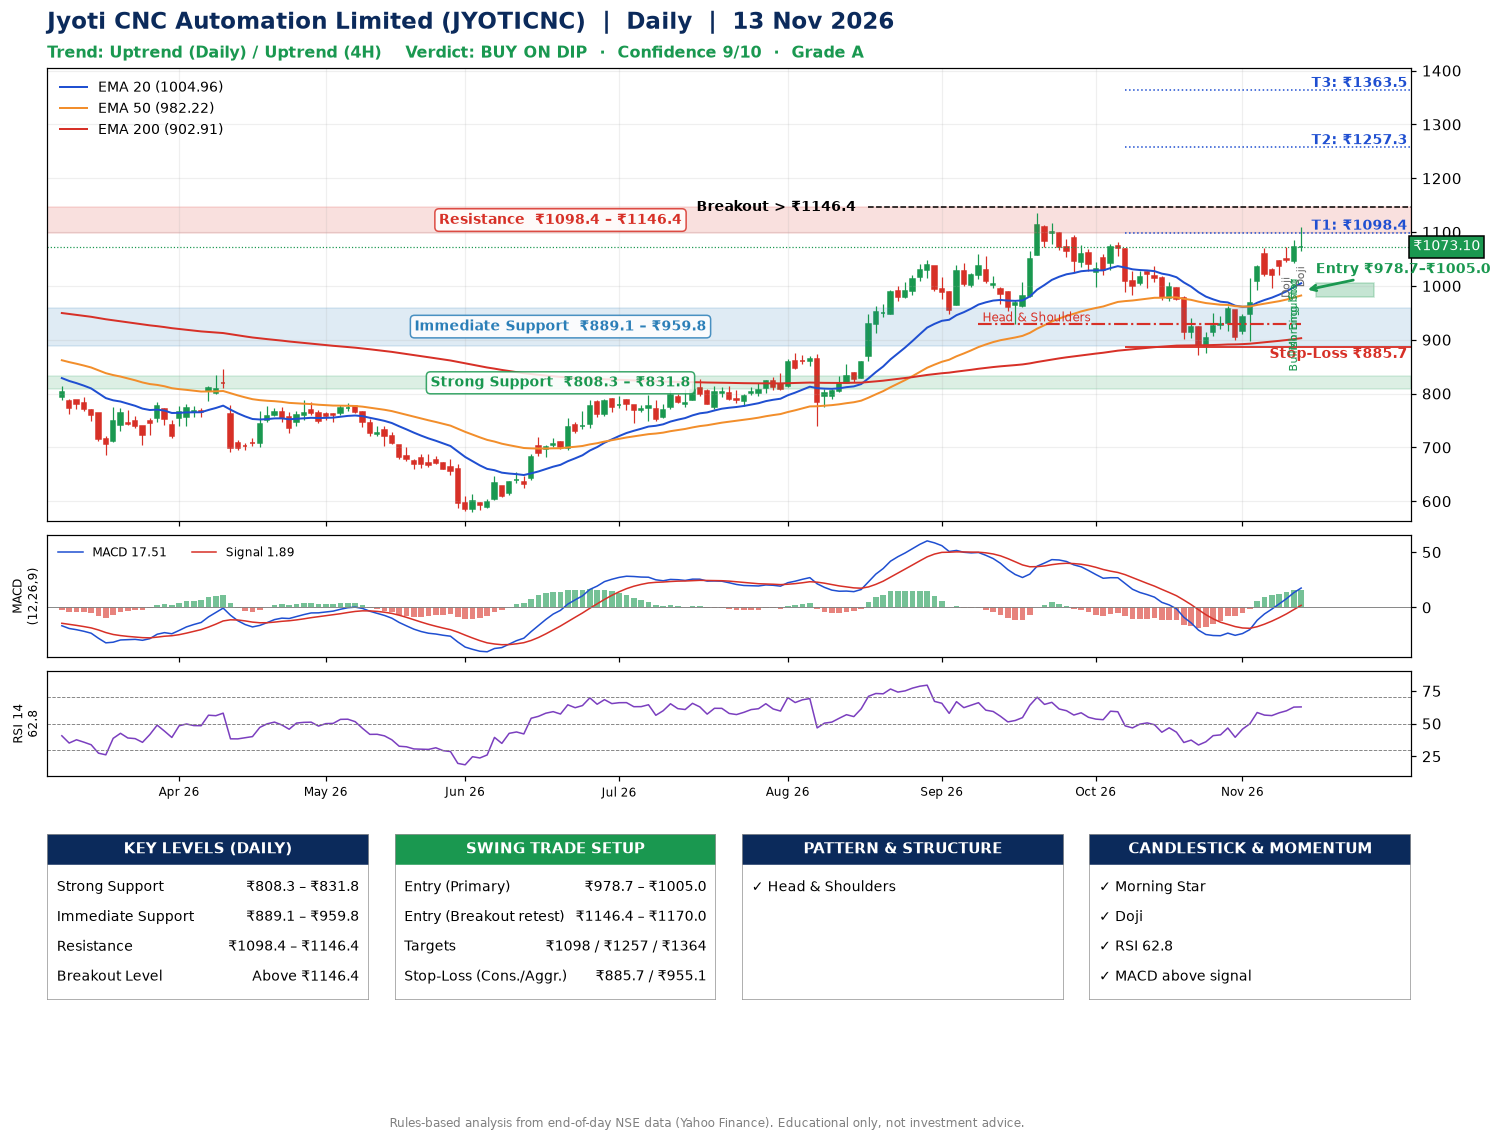 Jyoti CNC Automation Limited (JYOTICNC) | Daily | 13 Nov 2026
Trend: Uptrend (Daily) / Uptrend (4H) Verdict: BUY ON DIP · Confidence 9/10 · Grade A
EMA 20 (1004.96)
EMA 50 (982.22)
EMA 200 (902.91)
T3: ₹1363.5
T2: ₹1257.3
Breakout > ₹1146.4
Resistance ₹1098.4 – ₹1146.4
T1: ₹1098.4
₹1073.10
Entry ₹978.7–₹1005.0
Doji
Doji
Head & Shoulders
Immediate Support ₹889.1 – ₹959.8
Stop-Loss ₹885.7
Strong Support ₹808.3 – ₹831.8
1400
1300
1200
1100
1000
900
800
700
600
MACD 17.51 Signal 1.89
MACD
(12,26,9)
50
0
RSI 14
62.8
75
50
25
Apr 26 May 26 Jun 26 Jul 26 Aug 26 Sep 26 Oct 26 Nov 26
KEY LEVELS (DAILY)
Strong Support ₹808.3 – ₹831.8
Immediate Support ₹889.1 – ₹959.8
Resistance ₹1098.4 – ₹1146.4
Breakout Level Above ₹1146.4
SWING TRADE SETUP
Entry (Primary) ₹978.7 – ₹1005.0
Entry (Breakout retest) ₹1146.4 – ₹1170.0
Targets ₹1098 / ₹1257 / ₹1364
Stop-Loss (Cons./Aggr.) ₹885.7 / ₹955.1
PATTERN & STRUCTURE
✓ Head & Shoulders
CANDLESTICK & MOMENTUM
✓ Morning Star
✓ Doji
✓ RSI 62.8
✓ MACD above signal
Rules-based analysis from end-of-day NSE data (Yahoo Finance). Educational only, not investment advice.